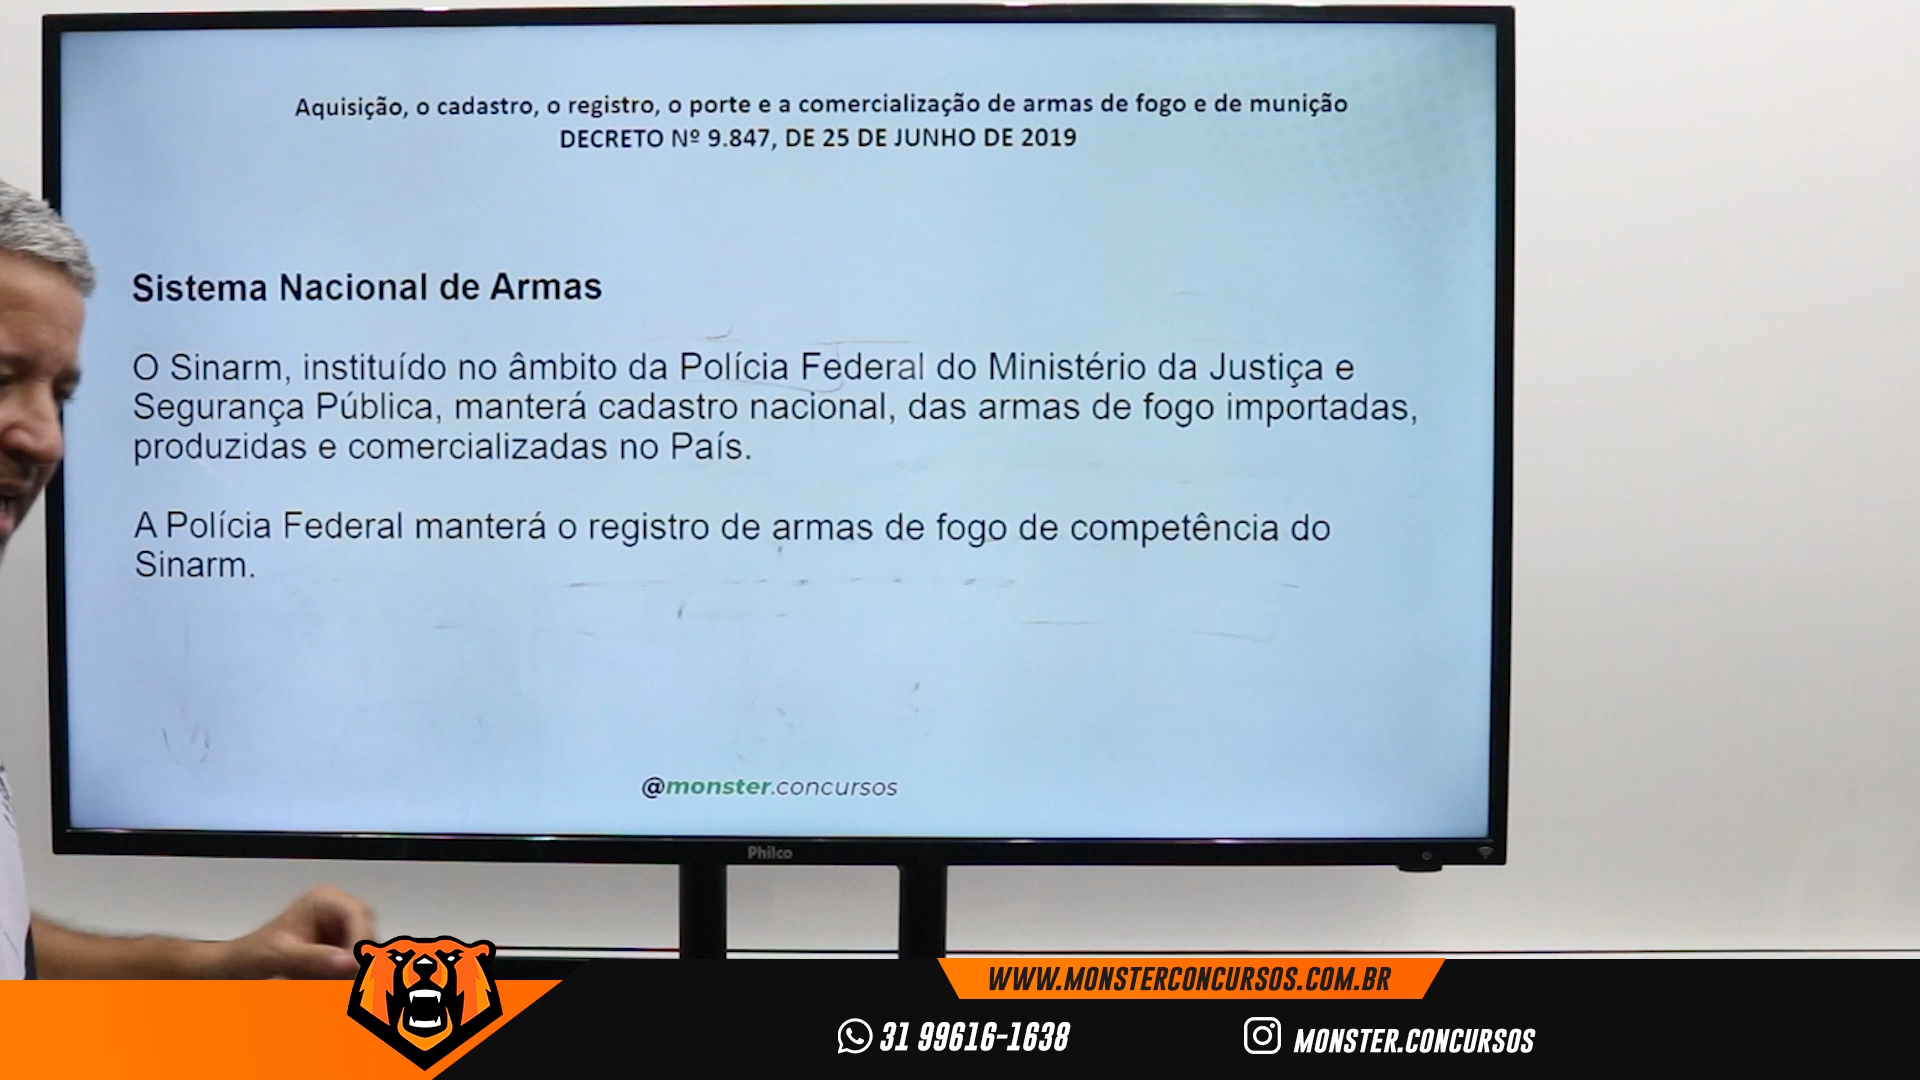 Aquisição, o cadastro, o registro, o porte e a comercialização de armas de fogo e de munição
DECRETO Nº 9.847, DE 25 DE JUNHO DE 2019
Sistema Nacional de Armas
O Sinarm, instituído no âmbito da Polícia Federal do Ministério da Justiça e
Segurança Pública, manterá cadastro nacional, das armas de fogo importadas,
produzidas e comercializadas no País.
A Polícia Federal manterá o registro de armas de fogo de competência do
Sinarm.
@monster.concursos
Philco
WWW.MONSTERCONCURSOS.COM.BR
31 99616-1638
MONSTER.CONCURSOS